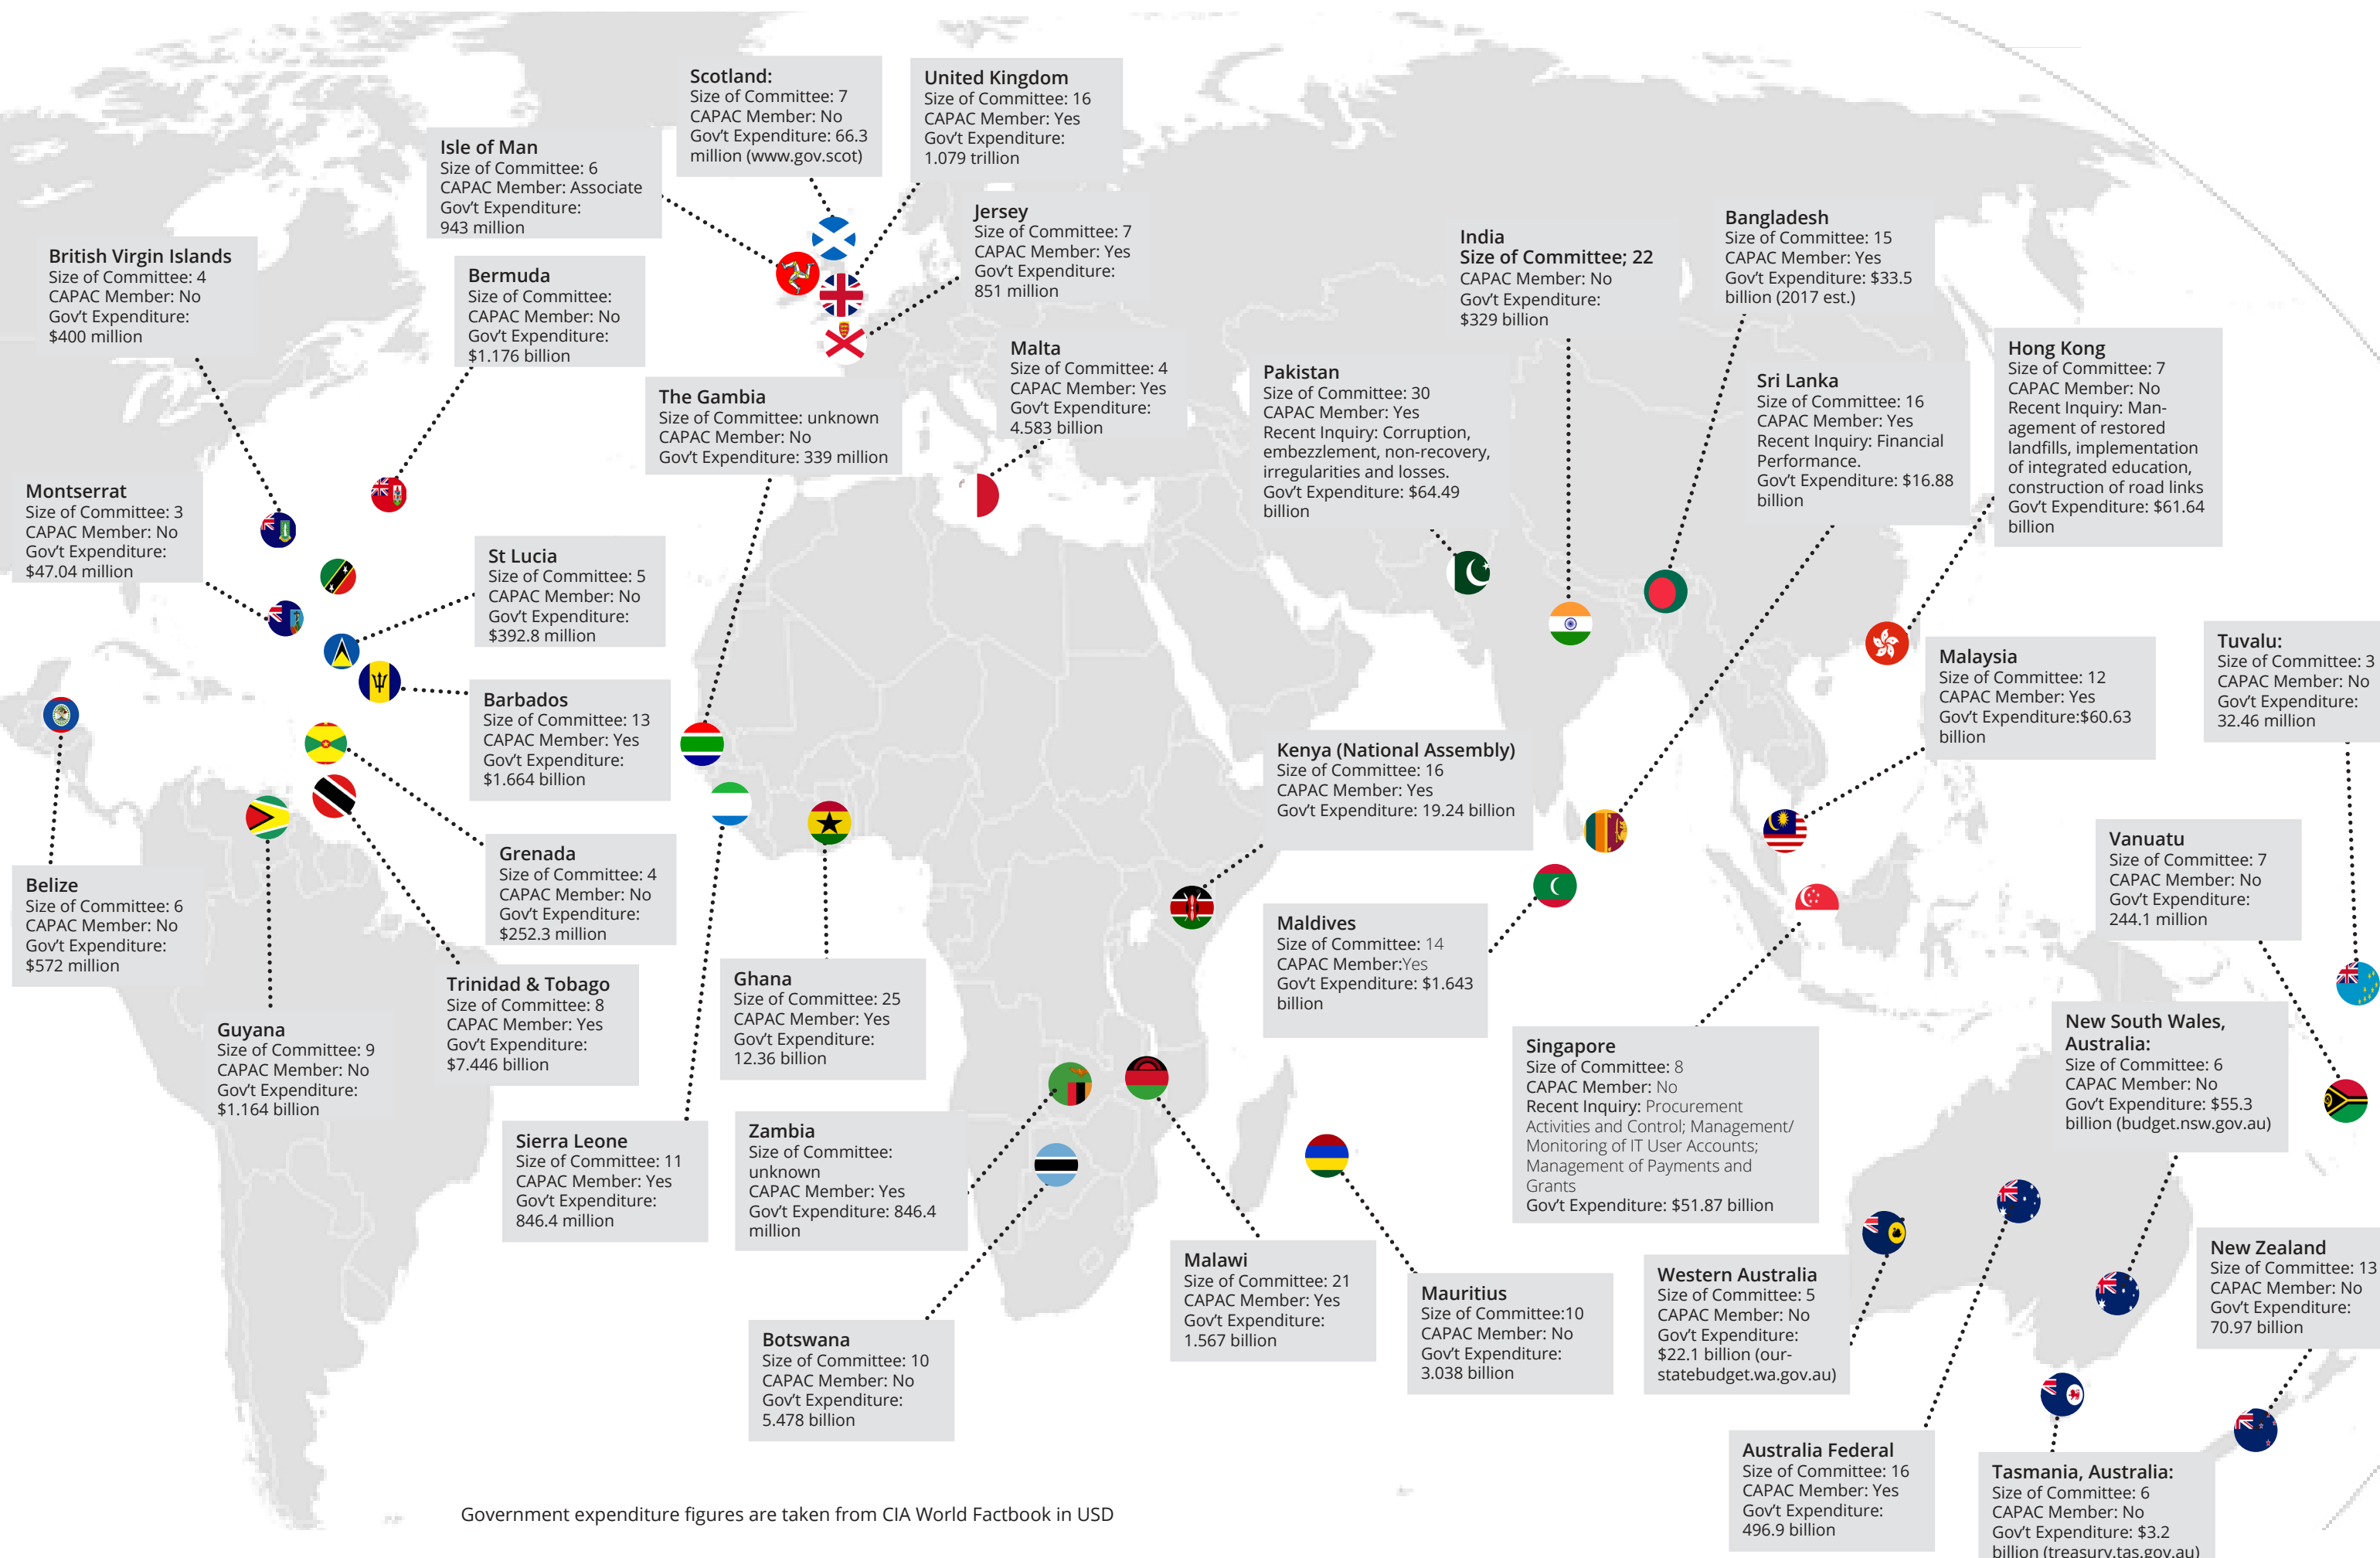 Scotland:
Size of Committee: 7
CAPAC Member: No
Gov't Expenditure: 66.3
million (www.gov.scot)
United Kingdom
Size of Committee: 16
CAPAC Member: Yes
Gov't Expenditure:
1.079 trillion
Isle of Man
Size of Committee: 6
CAPAC Member: Associate
Gov't Expenditure:
943 million
Jersey
Size of Committee: 7
CAPAC Member: Yes
Gov't Expenditure:
851 million
India
Size of Committee; 22
CAPAC Member: No
Gov't Expenditure:
$329 billion
Bangladesh
Size of Committee: 15
CAPAC Member: Yes
Gov't Expenditure: $33.5
billion (2017 est.)
British Virgin Islands
Size of Committee: 4
CAPAC Member: No
Gov't Expenditure:
$400 million
Bermuda
Size of Committee:
CAPAC Member: No
Gov't Expenditure:
$1.176 billion
Malta
Size of Committee: 4
CAPAC Member: Yes
Gov't Expenditure:
4.583 billion
The Gambia
Size of Committee: unknown
CAPAC Member: No
Gov't Expenditure: 339 million
Pakistan
Size of Committee: 30
CAPAC Member: Yes
Recent Inquiry: Corruption,
embezzlement, non-recovery,
irregularities and losses.
Gov't Expenditure: $64.49
billion
Sri Lanka
Size of Committee: 16
CAPAC Member: Yes
Recent Inquiry: Financial
Performance.
Gov't Expenditure: $16.88
billion
Hong Kong
Size of Committee: 7
CAPAC Member: No
Recent Inquiry: Man-
agement of restored
landfills, implementation
of integrated education,
construction of road links
Gov't Expenditure: $61.64
billion
Montserrat
Size of Committee: 3
CAPAC Member: No
Gov't Expenditure:
$47.04 million
St Lucia
Size of Committee: 5
CAPAC Member: No
Gov't Expenditure:
$392.8 million
Barbados
Size of Committee: 13
CAPAC Member: Yes
Gov't Expenditure:
$1.664 billion
Malaysia
Size of Committee: 12
CAPAC Member: Yes
Gov't Expenditure:$60.63
billion
Tuvalu:
Size of Committee: 3
CAPAC Member: No
Gov't Expenditure:
32.46 million
Kenya (National Assembly)
Size of Committee: 16
CAPAC Member: Yes
Gov't Expenditure: 19.24 billion
Grenada
Size of Committee: 4
CAPAC Member: No
Gov't Expenditure:
$252.3 million
Vanuatu
Size of Committee: 7
CAPAC Member: No
Gov't Expenditure:
244.1 million
Belize
Size of Committee: 6
CAPAC Member: No
Gov't Expenditure:
$572 million
Maldives
Size of Committee: 14
CAPAC Member:Yes
Gov't Expenditure: $1.643
billion
Trinidad & Tobago
Size of Committee: 8
CAPAC Member: Yes
Gov't Expenditure:
$7.446 billion
Ghana
Size of Committee: 25
CAPAC Member: Yes
Gov't Expenditure:
12.36 billion
Guyana
Size of Committee: 9
CAPAC Member: No
Gov't Expenditure:
$1.164 billion
Singapore
Size of Committee: 8
CAPAC Member: No
Recent Inquiry: Procurement
Activities and Control; Management/
Monitoring of IT User Accounts;
Management of Payments and
Grants
Gov't Expenditure: $51.87 billion
New South Wales,
Australia:
Size of Committee: 6
CAPAC Member: No
Gov't Expenditure: $55.3
billion (budget.nsw.gov.au)
Sierra Leone
Size of Committee: 11
CAPAC Member: Yes
Gov't Expenditure:
846.4 million
Zambia
Size of Committee:
unknown
CAPAC Member: Yes
Gov't Expenditure: 846.4
million
Malawi
Size of Committee: 21
CAPAC Member: Yes
Gov't Expenditure:
1.567 billion
Mauritius
Size of Committee:10
CAPAC Member: No
Gov't Expenditure:
3.038 billion
Western Australia
Size of Committee: 5
CAPAC Member: No
Gov't Expenditure:
$22.1 billion (our-
statebudget.wa.gov.au)
New Zealand
Size of Committee: 13
CAPAC Member: No
Gov't Expenditure:
70.97 billion
Botswana
Size of Committee: 10
CAPAC Member: No
Gov't Expenditure:
5.478 billion
Australia Federal
Size of Committee: 16
CAPAC Member: Yes
Gov't Expenditure:
496.9 billion
Tasmania, Australia:
Size of Committee: 6
CAPAC Member: No
Gov't Expenditure: $3.2
billion (treasury.tas.gov.au)
Government expenditure figures are taken from CIA World Factbook in USD